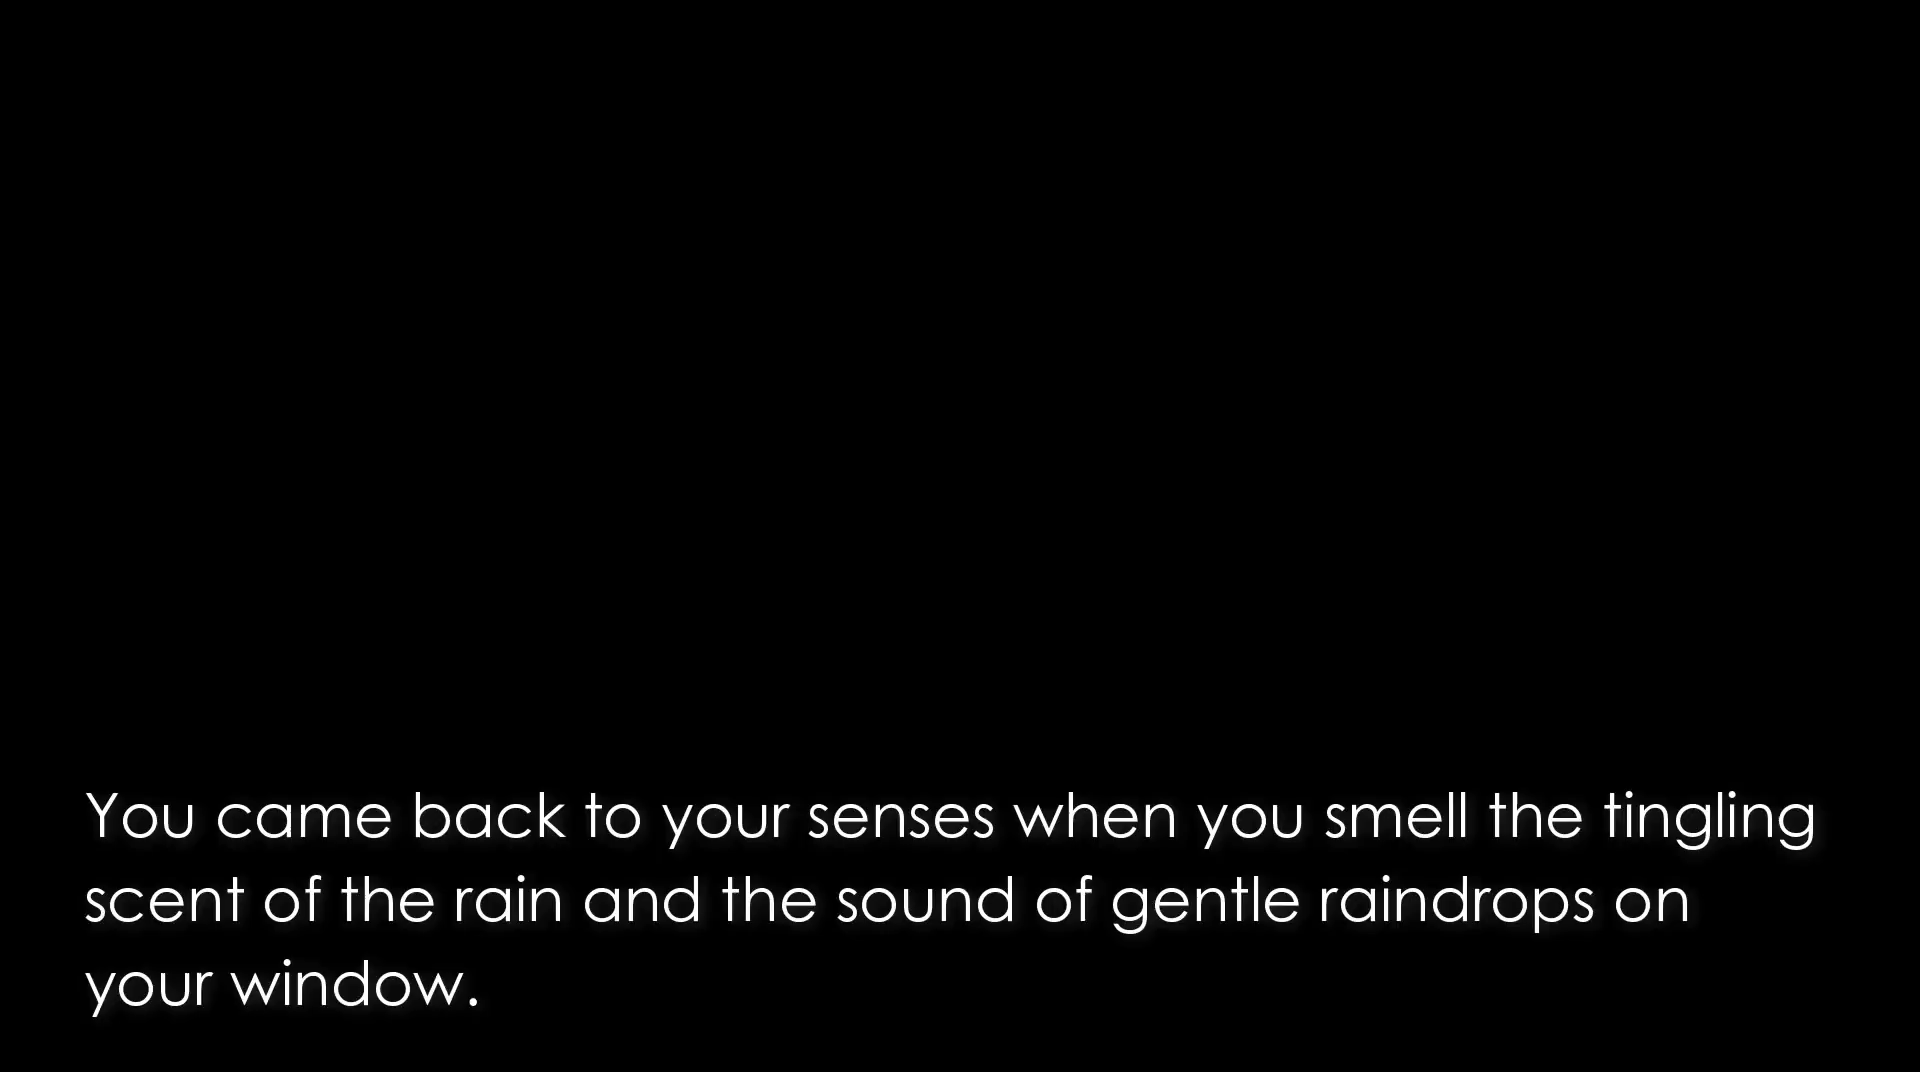 You came back to your senses when you smell the tingling
scent of the rain and the sound of gentle raindrops on
your window.